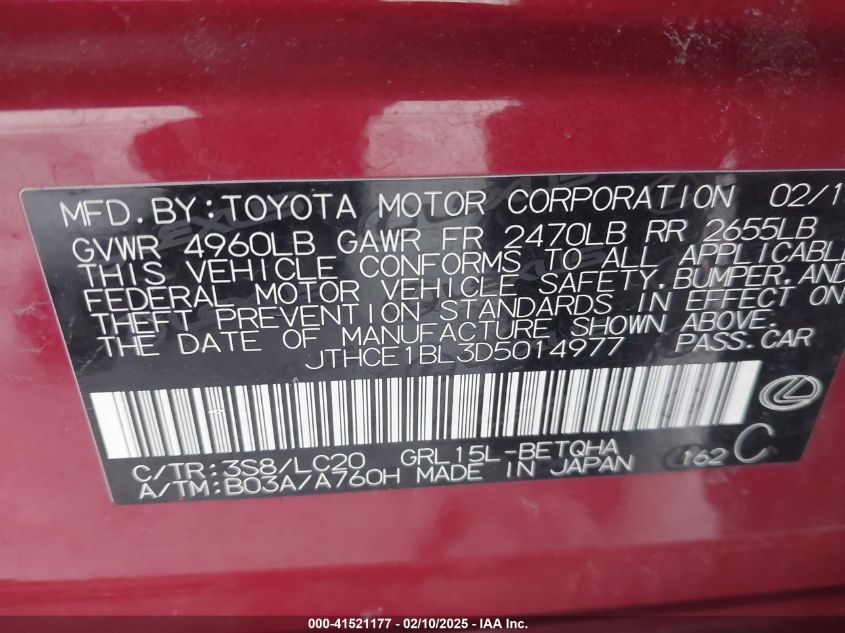 MFD.BY:TOYOTA MOTOR CORPORATION 02/1
GVWR 4960LB GAWR FR 2470LB RR 2655LB
THIS VEHICLE CONFORMS TO ALL APPLICABLE
FEDERAL MOTOR VEHICLE SAFETY,BUMPER,AND
THEFT PREVENTION STANDARDS IN EFFECT ON
THE DATE OF MANUFACTURE SHOWN ABOVE.
JTHCE1BL3D5014977 PASS.CAR
C/TR:3S8/LC20 GRL15L-BETQHA
A/TM:B03A/A760H MADE IN JAPAN 162 C
000-41521177 - 02/10/2025 - IAA Inc.